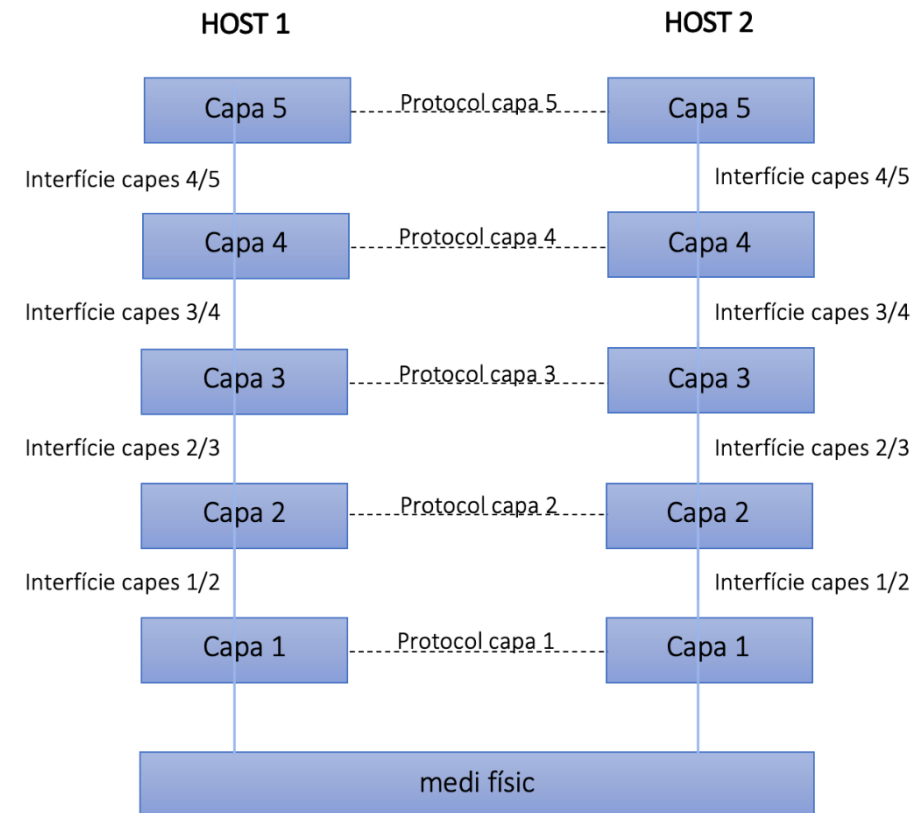 HOST 1 HOST 2
Capa 5 Protocol capa 5 Capa 5
Interfície capes 4/5 Interfície capes 4/5
Capa 4 Protocol capa 4 Capa 4
Interfície capes 3/4 Interfície capes 3/4
Capa 3 Protocol capa 3 Capa 3
Interfície capes 2/3 Interfície capes 2/3
Capa 2 Protocol capa 2 Capa 2
Interfície capes 1/2 Interfície capes 1/2
Capa 1 Protocol capa 1 Capa 1
medi físic